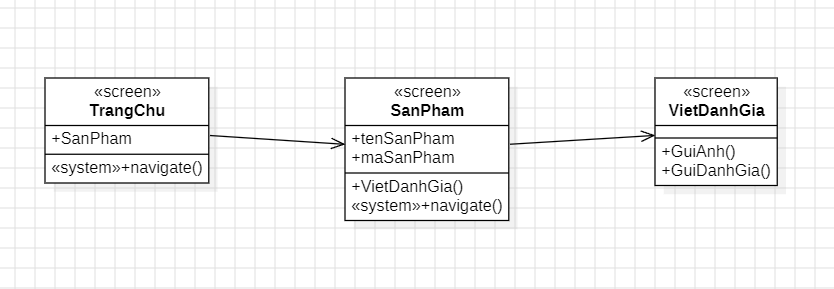 «screen»
TrangChu
+SanPham
«system»+navigate()
«screen»
SanPham
+tenSanPham
+maSanPham
+VietDanhGia()
«system»+navigate()
«screen»
VietDanhGia
+GuiAnh()
+GuiDanhGia()